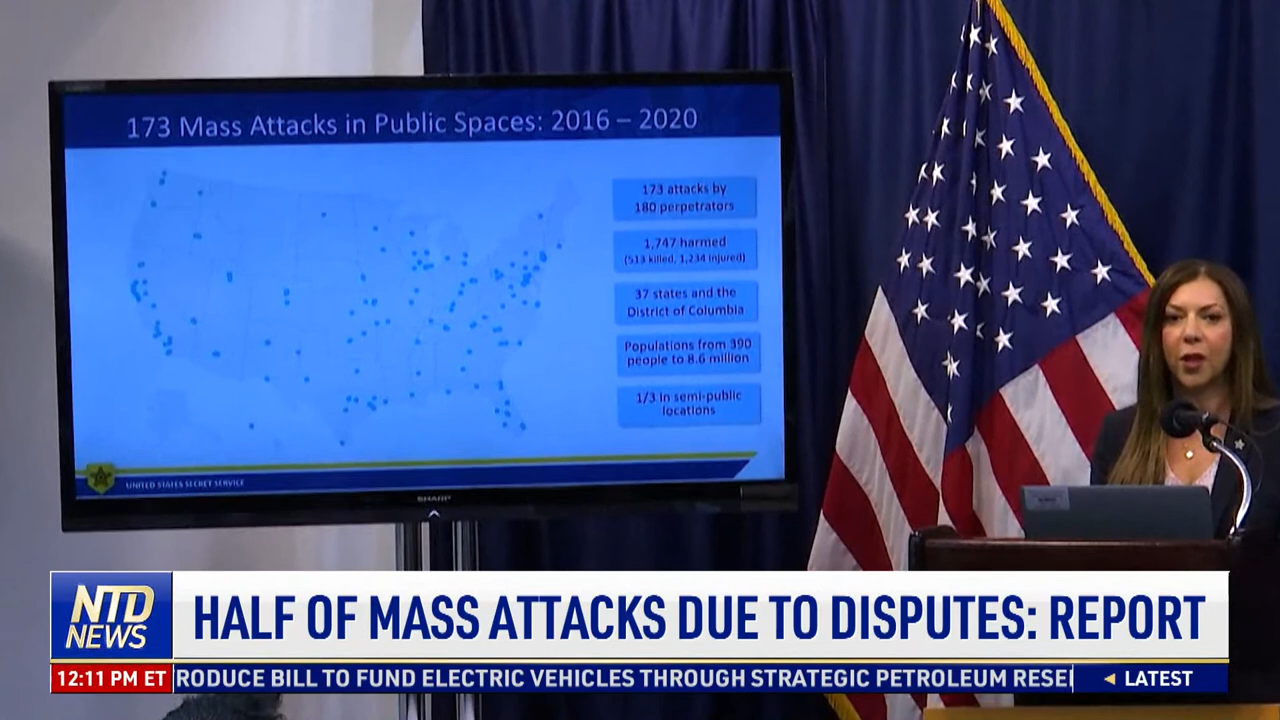 173 Mass Attacks in Public Spaces: 2016 – 2020
173 attacks by
180 perpetrators
1,747 harmed
(513 killed, 1,234 injured)
37 states and the
District of Columbia
Populations from 390
people to 8.6 million
1/3 in semi-public
locations
UNITED STATES SECRET SERVICE
SHARP
NTD
NEWS
HALF OF MASS ATTACKS DUE TO DISPUTES: REPORT
12:11 PM ET
RODUCE BILL TO FUND ELECTRIC VEHICLES THROUGH STRATEGIC PETROLEUM RESE
LATEST